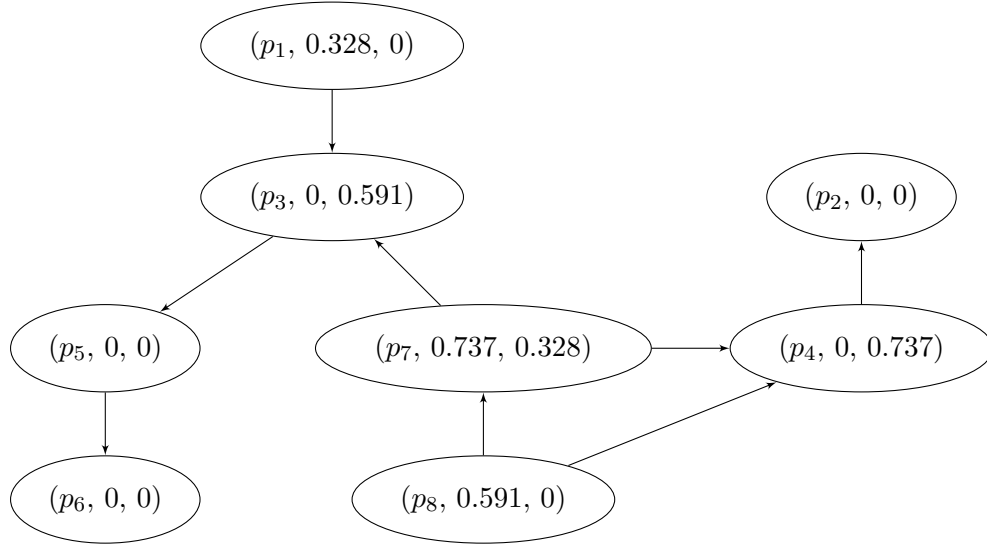 (p₁, 0.328, 0)
(p₃, 0, 0.591)
(p₂, 0, 0)
(p₅, 0, 0)
(p₇, 0.737, 0.328)
(p₄, 0, 0.737)
(p₆, 0, 0)
(p₈, 0.591, 0)